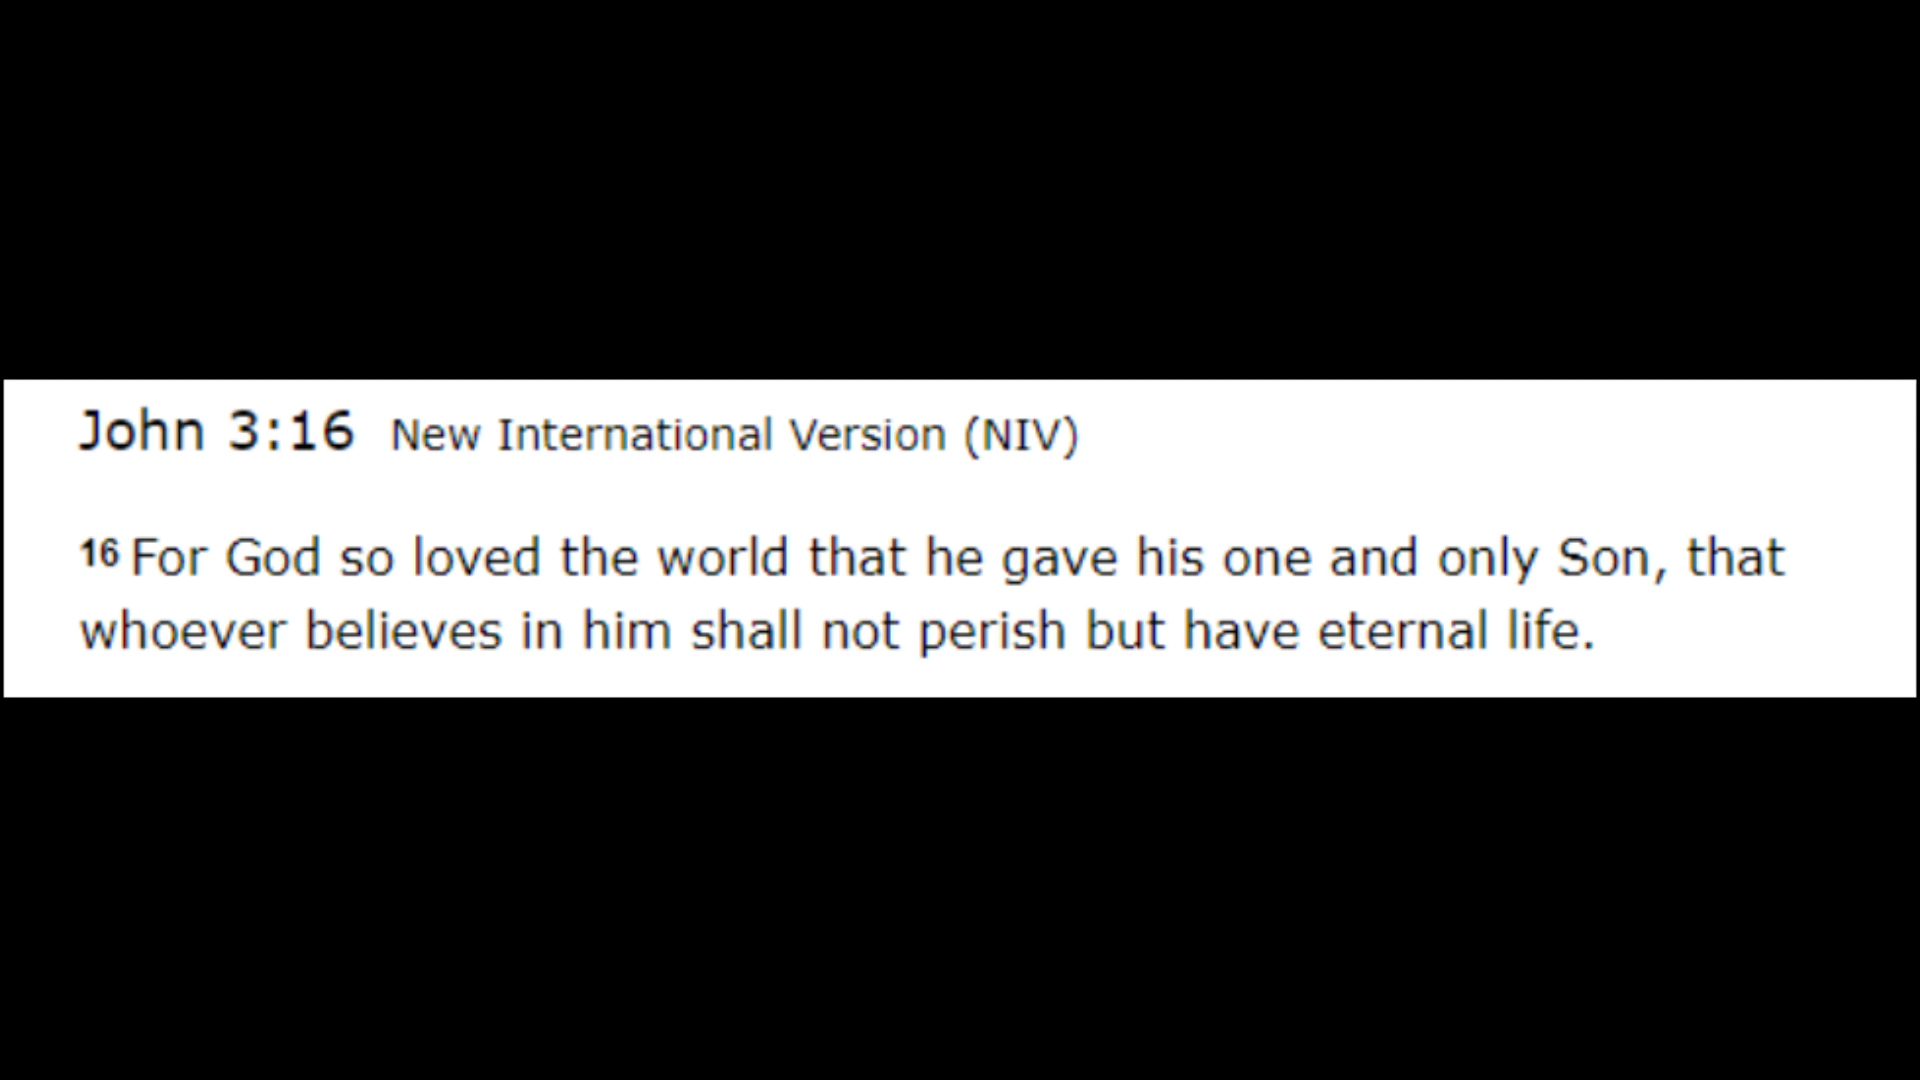 John 3:16 New International Version (NIV)
16 For God so loved the world that he gave his one and only Son, that
whoever believes in him shall not perish but have eternal life.